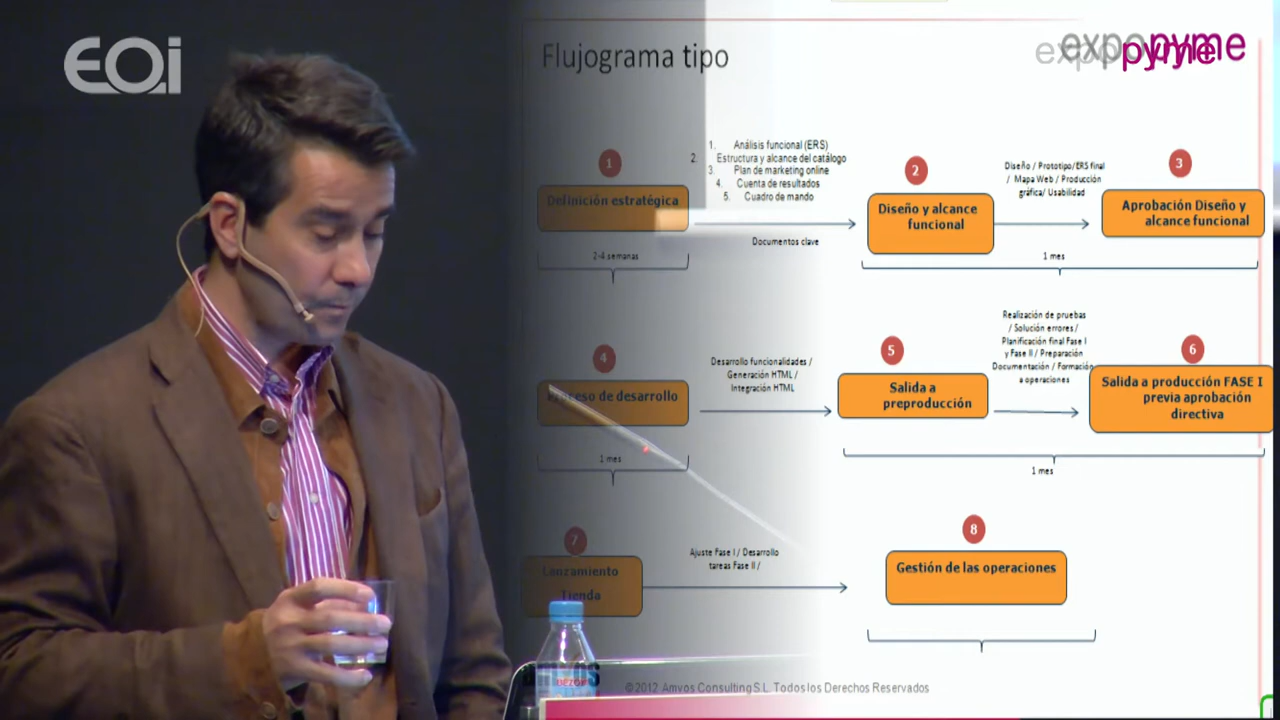 EOi
expopyme
expopyme
Flujograma tipo
1
1. Análisis funcional (ERS)
2. Estructura y alcance del catálogo
3. Plan de marketing online
4. Cuenta de resultados
5. Cuadro de mando
Definición estratégica
Documentos clave
2-4 semanas
2
Diseño y alcance
funcional
Diseño / Prototipo/ERS final
/ Mapa Web / Producción
gráfica/ Usabilidad
3
Aprobación Diseño y
alcance funcional
1 mes
4
Proceso de desarrollo
1 mes
Desarrollo funcionalidades /
Generación HTML /
Integración HTML
5
Salida a
preproducción
Realización de pruebas
/ Solución errores /
Planificación final Fase I
y Fase II / Preparación
Documentación / Formación
a operaciones
6
Salida a producción FASE I
previa aprobación
directiva
1 mes
7
Lanzamiento
Tienda
Ajuste Fase I / Desarrollo
tareas Fase II /
8
Gestión de las operaciones
BEZOYA
©2012 Amvos Consulting S.L. Todos los Derechos Reservados